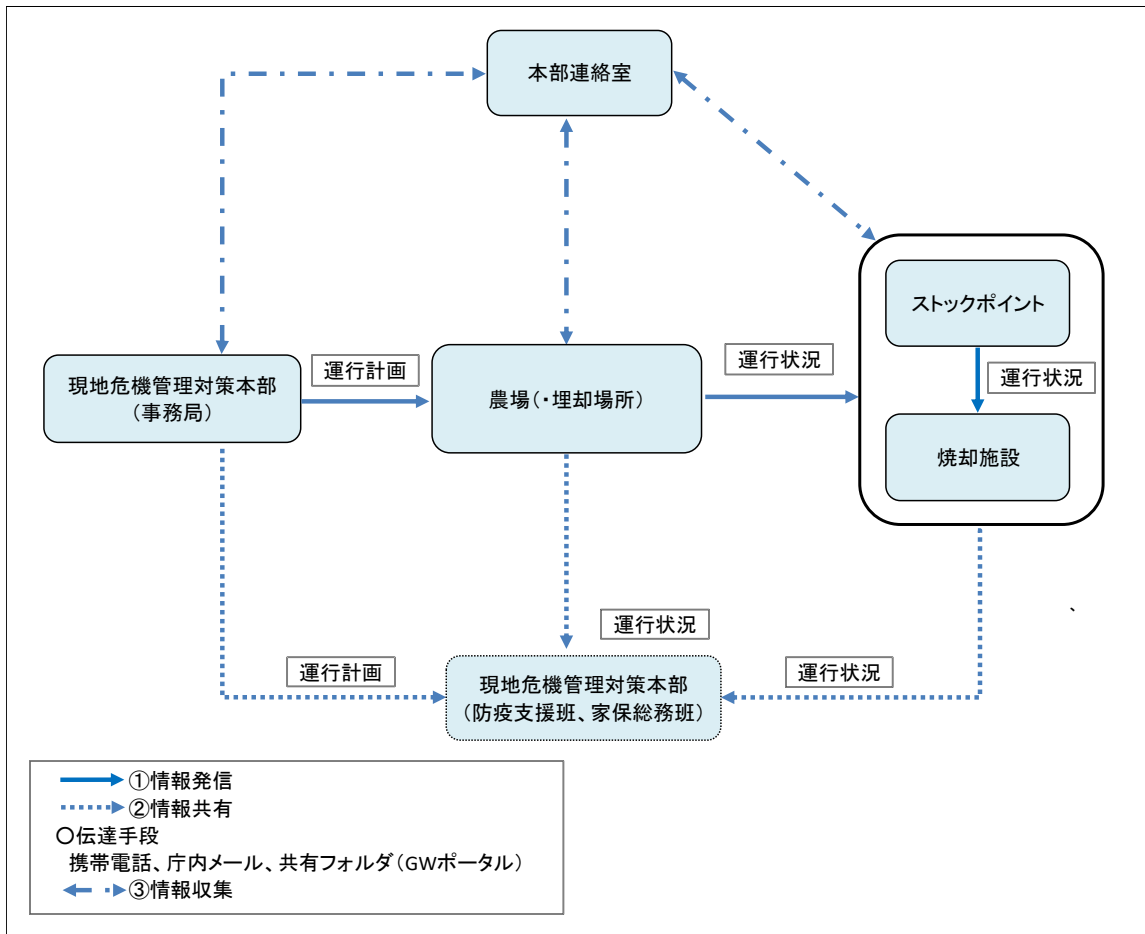 本部連絡室
ストックポイント
運行状況
焼却施設
現地危機管理対策本部
(事務局)
運行計画
農場(・埋却場所)
運行状況
運行状況
運行計画
運行状況
現地危機管理対策本部
(防疫支援班、家保総務班)
、
①情報発信
②情報共有
〇伝達手段
携帯電話、庁内メール、共有フォルダ(GWポータル)
③情報収集